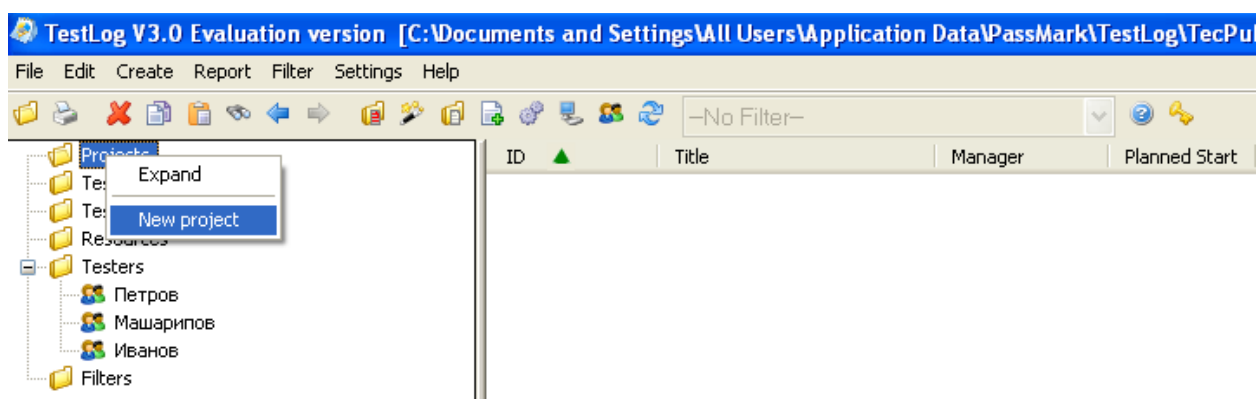 TestLog V3.0 Evaluation version [C:\Documents and Settings\All Users\Application Data\PassMark\TestLog\TecPu
File Edit Create Report Filter Settings Help
--No Filter--
ID Title Manager Planned Start
Projects
Expand
New project
Resources
Testers
Петров
Машарипов
Иванов
Filters